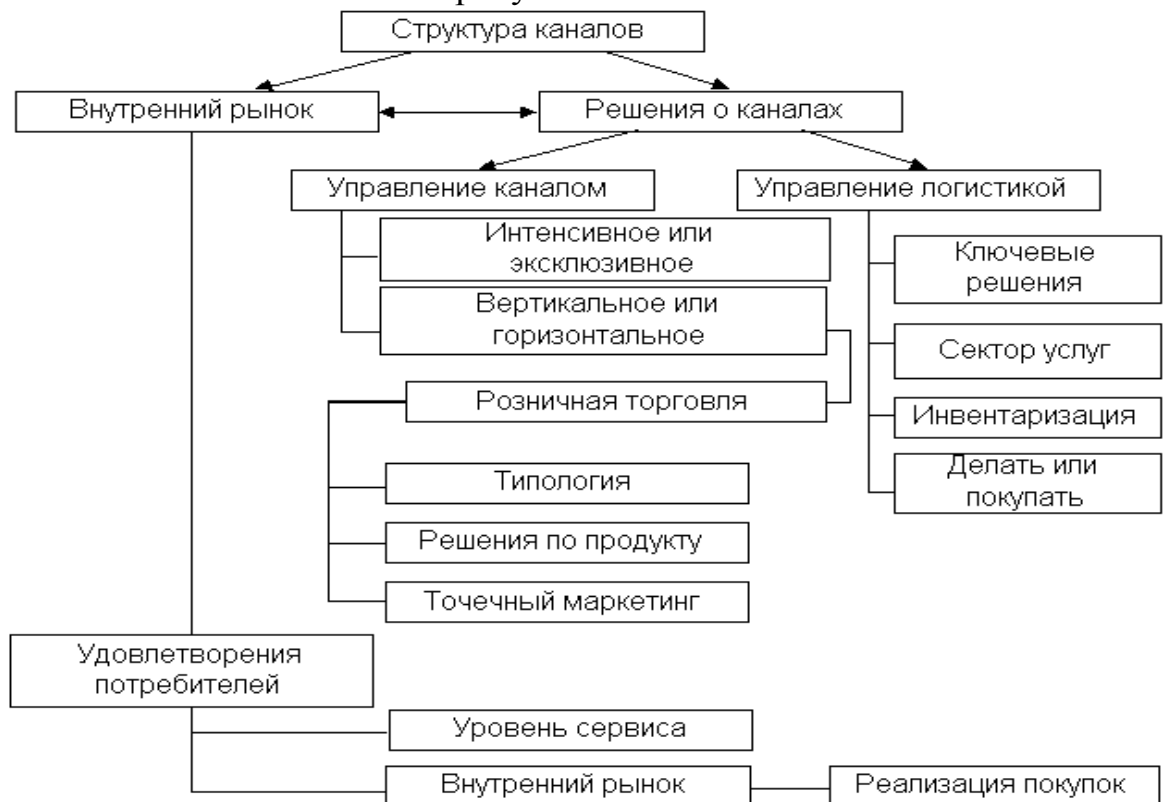 Структура каналов
Внутренний рынок
Решения о каналах
Управление каналом
Управление логистикой
Интенсивное или
эксклюзивное
Ключевые
решения
Вертикальное или
горизонтальное
Сектор услуг
Розничная торговля
Инвентаризация
Типология
Делать или
покупать
Решения по продукту
Точечный маркетинг
Удовлетворения
потребителей
Уровень сервиса
Внутренний рынок
Реализация покупок